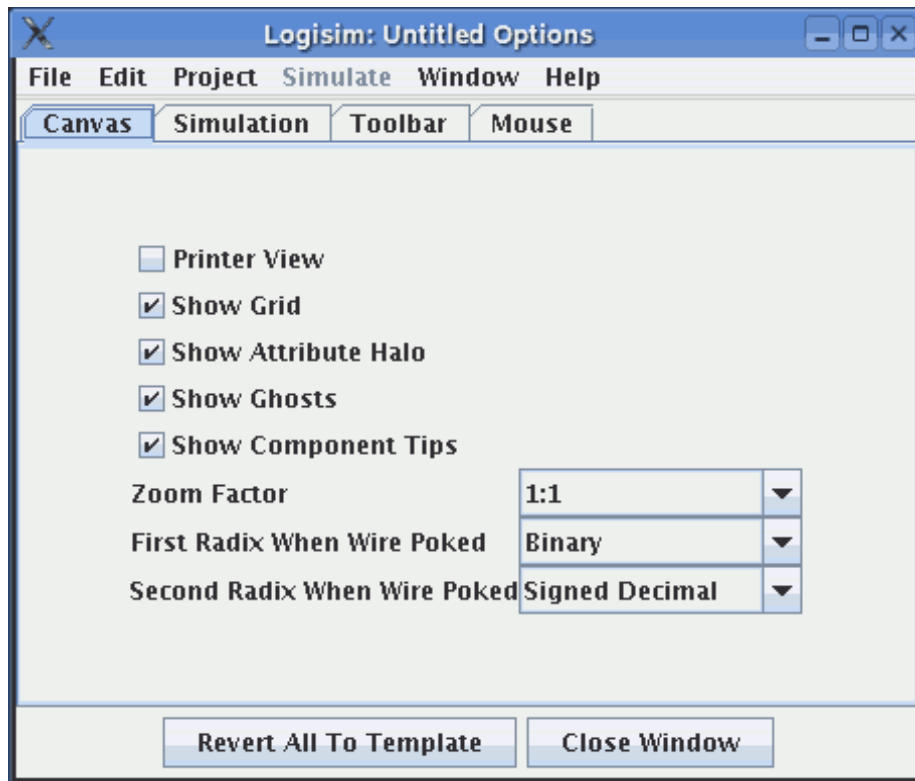 Logisim: Untitled Options
File Edit Project Simulate Window Help
Canvas Simulation Toolbar Mouse
Printer View
Show Grid
Show Attribute Halo
Show Ghosts
Show Component Tips
Zoom Factor 1:1
First Radix When Wire Poked Binary
Second Radix When Wire Poked Signed Decimal
Revert All To Template Close Window